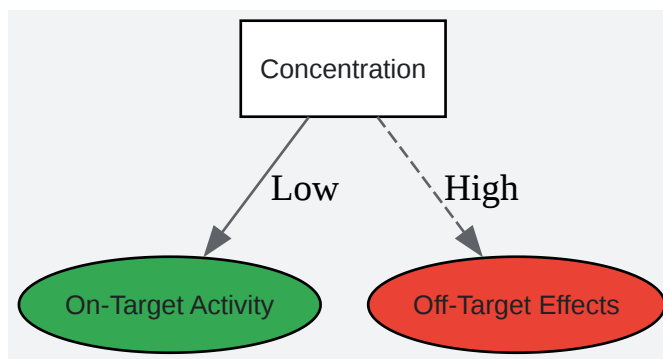 Concentration
Low
High
On-Target Activity
Off-Target Effects